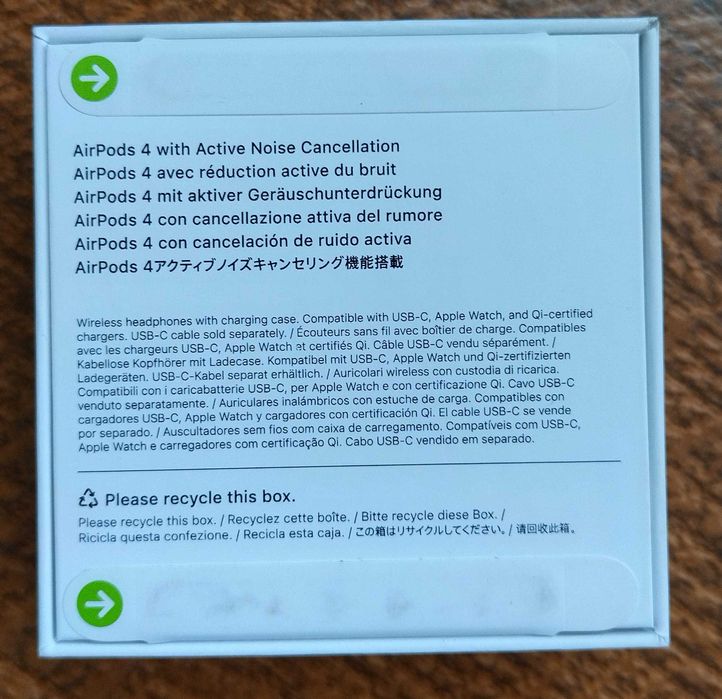 AirPods 4 with Active Noise Cancellation
AirPods 4 avec réduction active du bruit
AirPods 4 mit aktiver Geräuschunterdrückung
AirPods 4 con cancellazione attiva del rumore
AirPods 4 con cancelación de ruido activa
AirPods 4アクティブノイズキャンセリング機能搭載
Wireless headphones with charging case. Compatible with USB-C, Apple Watch, and Qi-certified
chargers. USB-C cable sold separately. / Écouteurs sans fil avec boîtier de charge. Compatibles
avec les chargeurs USB-C, Apple Watch et certifiés Qi. Câble USB-C vendu séparément. /
Kabellose Kopfhörer mit Ladecase. Kompatibel mit USB-C, Apple Watch und Qi-zertifizierten
Ladegeräten. USB-C-Kabel separat erhältlich. / Auricolari wireless con custodia di ricarica.
Compatibili con i caricabatterie USB-C, per Apple Watch e con certificazione Qi. Cavo USB-C
venduto separatamente. / Auriculares inalámbricos con estuche de carga. Compatibles con
cargadores USB-C, Apple Watch y cargadores con certificación Qi. El cable USB-C se vende
por separado. / Auscultadores sem fios com caixa de carregamento. Compatíveis com USB-C,
Apple Watch e carregadores com certificação Qi. Cabo USB-C vendido em separado.
Please recycle this box.
Please recycle this box. / Recyclez cette boîte. / Bitte recycle diese Box. /
Ricicla questa confezione. / Recicla esta caja. / この箱はリサイクルしてください。/ 请回收此箱。